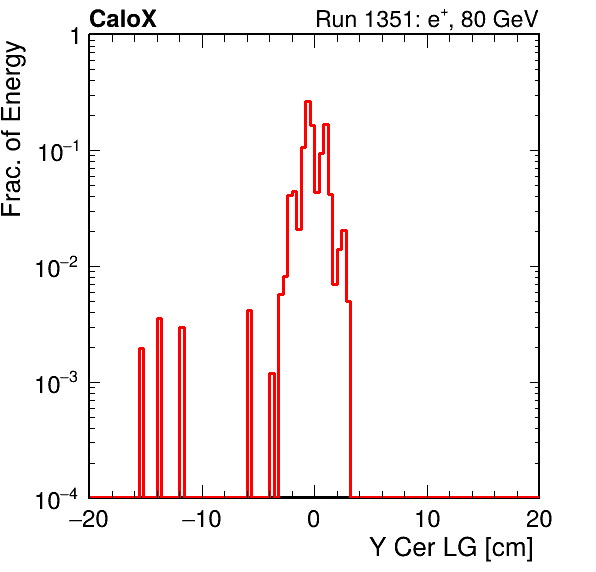 CaloX Run 1351: e⁺, 80 GeV
Frac. of Energy
1
10⁻¹
10⁻²
10⁻³
10⁻⁴
−20 −10 0 10 20
Y Cer LG [cm]